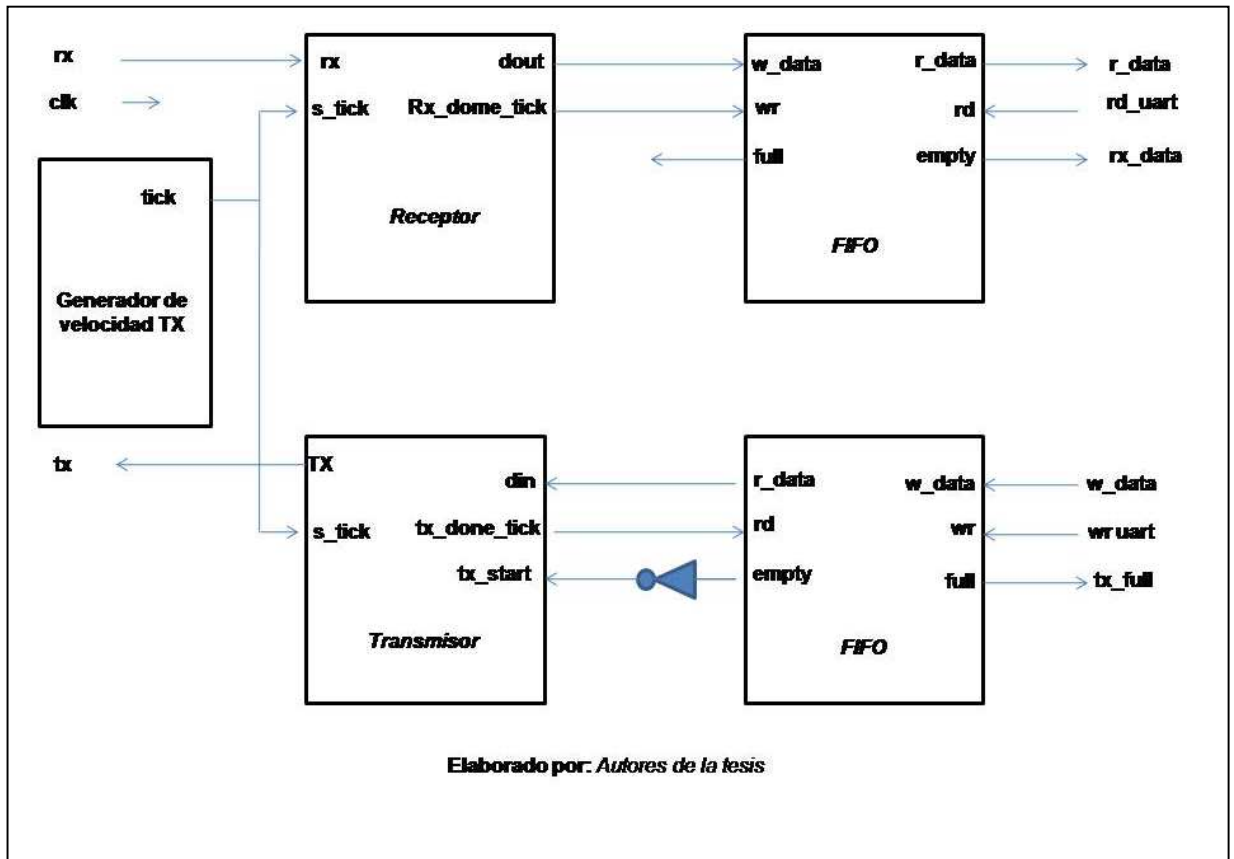 rx
clk
rx
s_tick
dout
Rx_dome_tick
Receptor
w_data
wr
full
r_data
rd
empty
FIFO
r_data
rd_uart
rx_data
tick
Generador de
velocidad TX
tx
TX
s_tick
din
tx_done_tick
tx_start
Transmisor
r_data
rd
empty
w_data
wr
full
FIFO
w_data
wr uart
tx_full
Elaborado por: Autores de la tesis